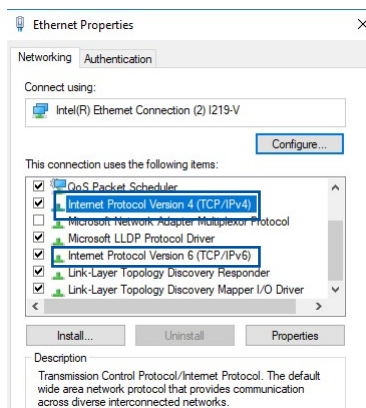 Ethernet Properties
Networking Authentication
Connect using:
Intel(R) Ethernet Connection (2) I219-V
Configure...
This connection uses the following items:
QoS Packet Scheduler
Internet Protocol Version 4 (TCP/IPv4)
Microsoft Network Adapter Multiplexor Protocol
Microsoft LLDP Protocol Driver
Internet Protocol Version 6 (TCP/IPv6)
Link-Layer Topology Discovery Responder
Link-Layer Topology Discovery Mapper I/O Driver
Install... Uninstall Properties
Description
Transmission Control Protocol/Internet Protocol. The default
wide area network protocol that provides communication
across diverse interconnected networks.